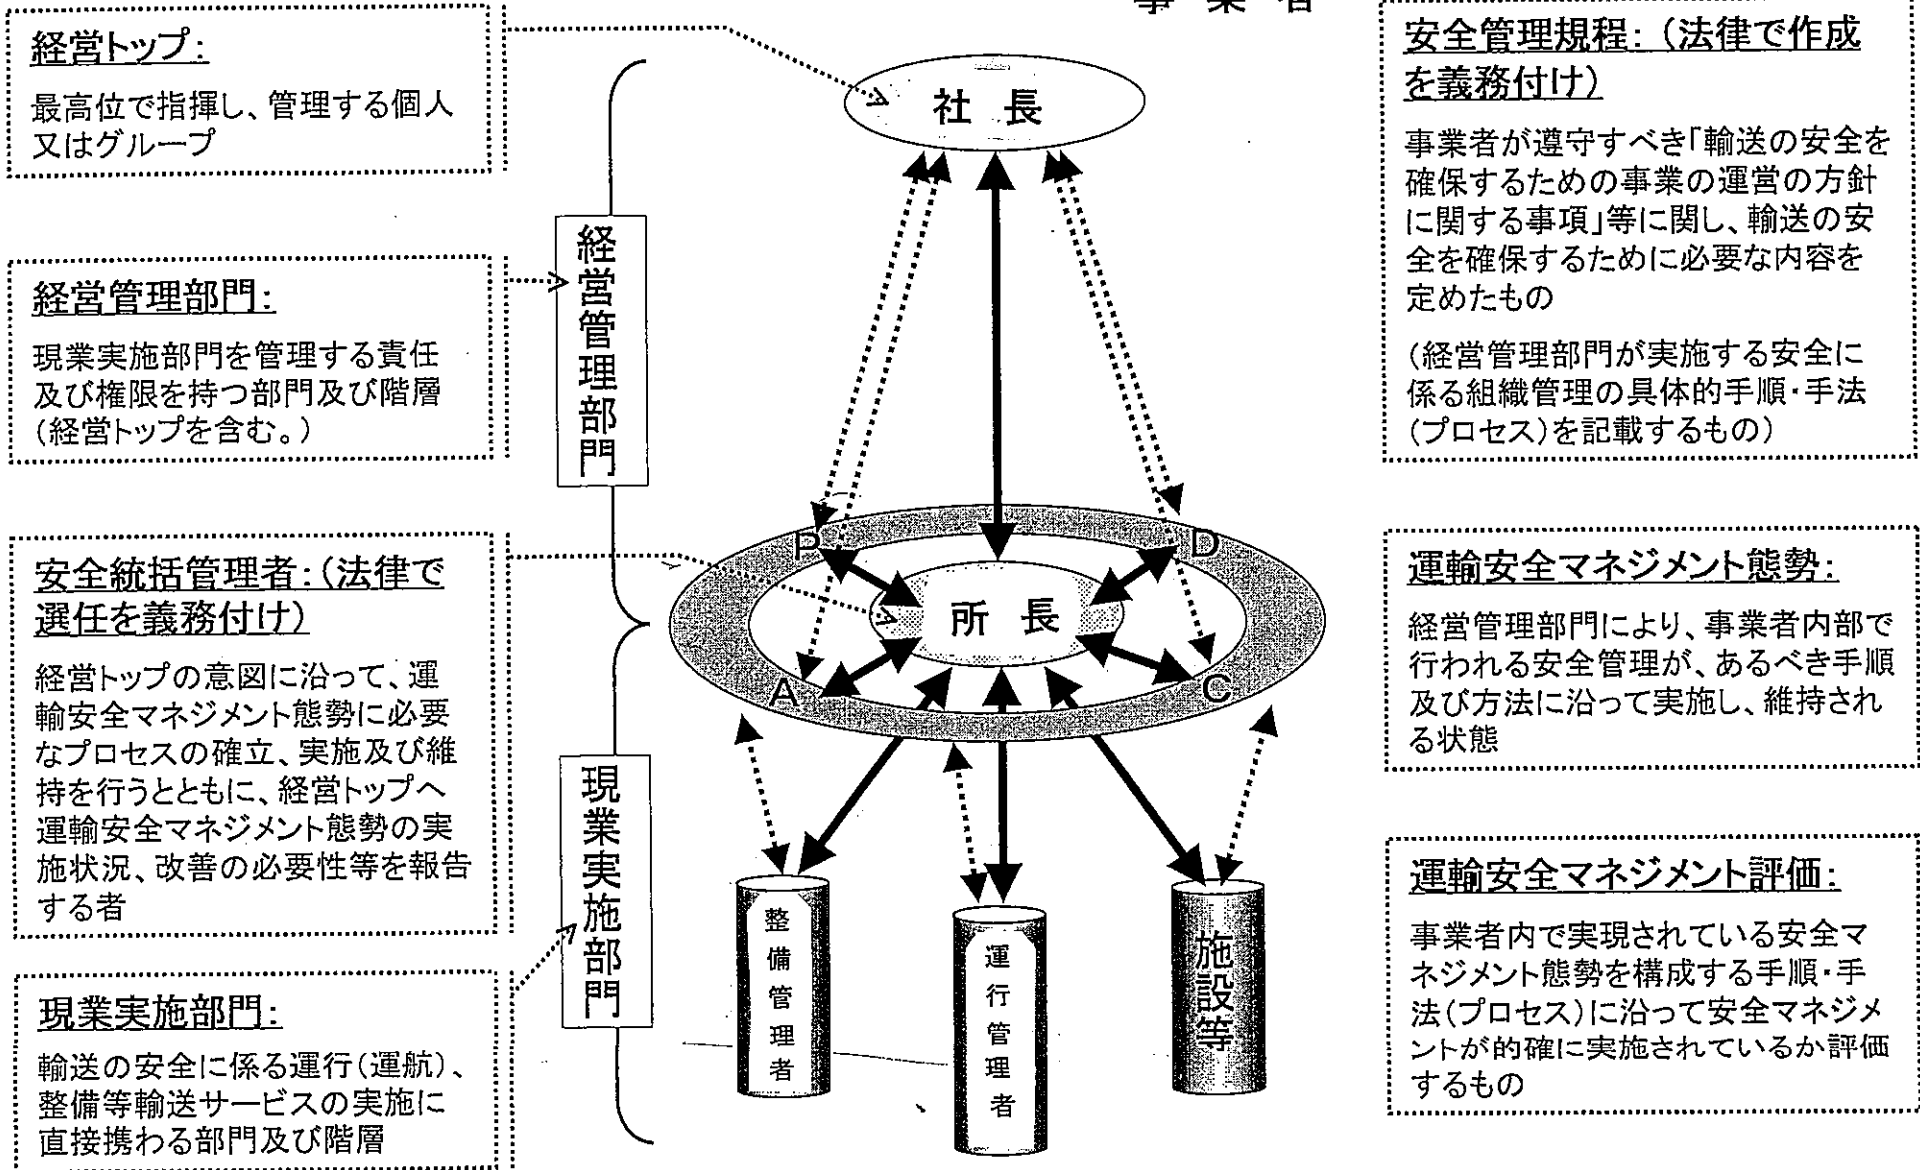 事 業 者
経営トップ:
最高位で指揮し、管理する個人
又はグループ
経営管理部門:
現業実施部門を管理する責任
及び権限を持つ部門及び階層
(経営トップを含む。)
安全統括管理者:(法律で
選任を義務付け)
経営トップの意図に沿って、運
輸安全マネジメント態勢に必要
なプロセスの確立、実施及び維
持を行うとともに、経営トップへ
運輸安全マネジメント態勢の実
施状況、改善の必要性等を報告
する者
現業実施部門:
輸送の安全に係る運行(運航)、
整備等輸送サービスの実施に
直接携わる部門及び階層
経営管理部門
現業実施部門
社 長
B
D
所 長
A
C
整備管理者
運行管理者
施設等
安全管理規程:(法律で作成
を義務付け)
事業者が遵守すべき「輸送の安全を
確保するための事業の運営の方針
に関する事項」等に関し、輸送の安
全を確保するために必要な内容を
定めたもの
(経営管理部門が実施する安全に
係る組織管理の具体的手順・手法
(プロセス)を記載するもの)
運輸安全マネジメント態勢:
経営管理部門により、事業者内部で
行われる安全管理が、あるべき手順
及び方法に沿って実施し、維持され
る状態
運輸安全マネジメント評価:
事業者内で実現されている安全マ
ネジメント態勢を構成する手順・手
法(プロセス)に沿って安全マネジメ
ントが的確に実施されているか評価
するもの